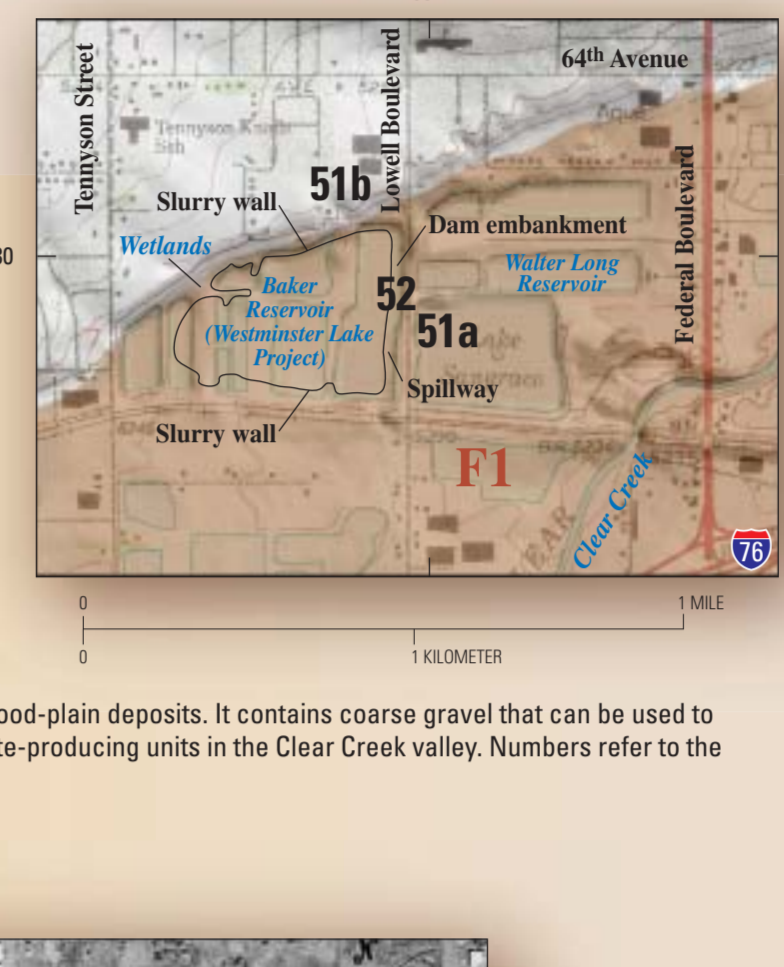 64th Avenue
Tennyson Street
Lowell Boulevard
Federal Boulevard
51b
Slurry wall
Wetlands
Dam embankment
Baker
Reservoir
(Westminster Lake
Project)
Walter Long
Reservoir
52
51a
Lake
Sangraco
Spillway
Slurry wall
F1
Clear Creek
76
0
1 MILE
0
1 KILOMETER
ood-plain deposits. It contains coarse gravel that can be used to
te-producing units in the Clear Creek valley. Numbers refer to the